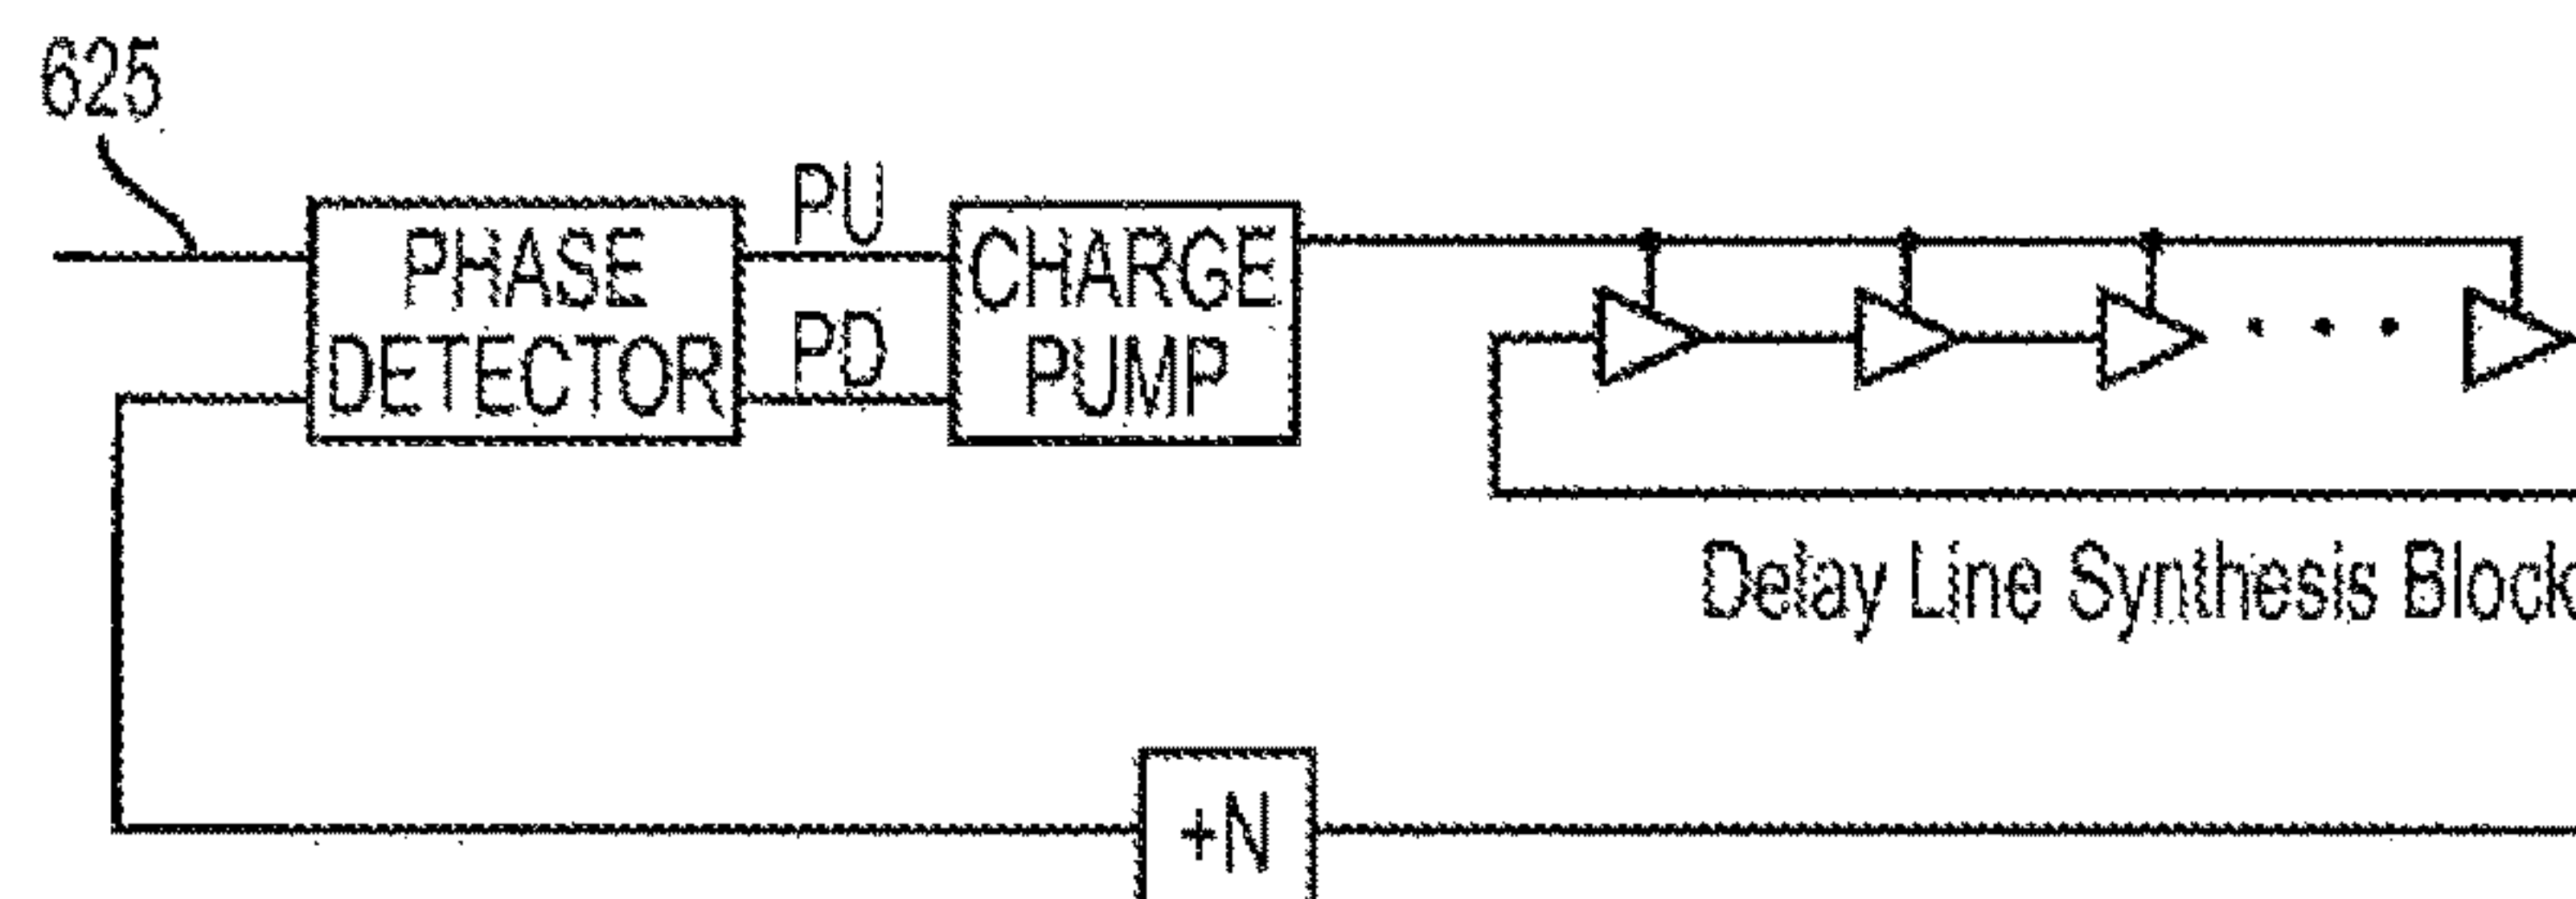 625
PU
PHASE
DETECTOR
PD
CHARGE
PUMP
Delay Line Synthesis Block
+N